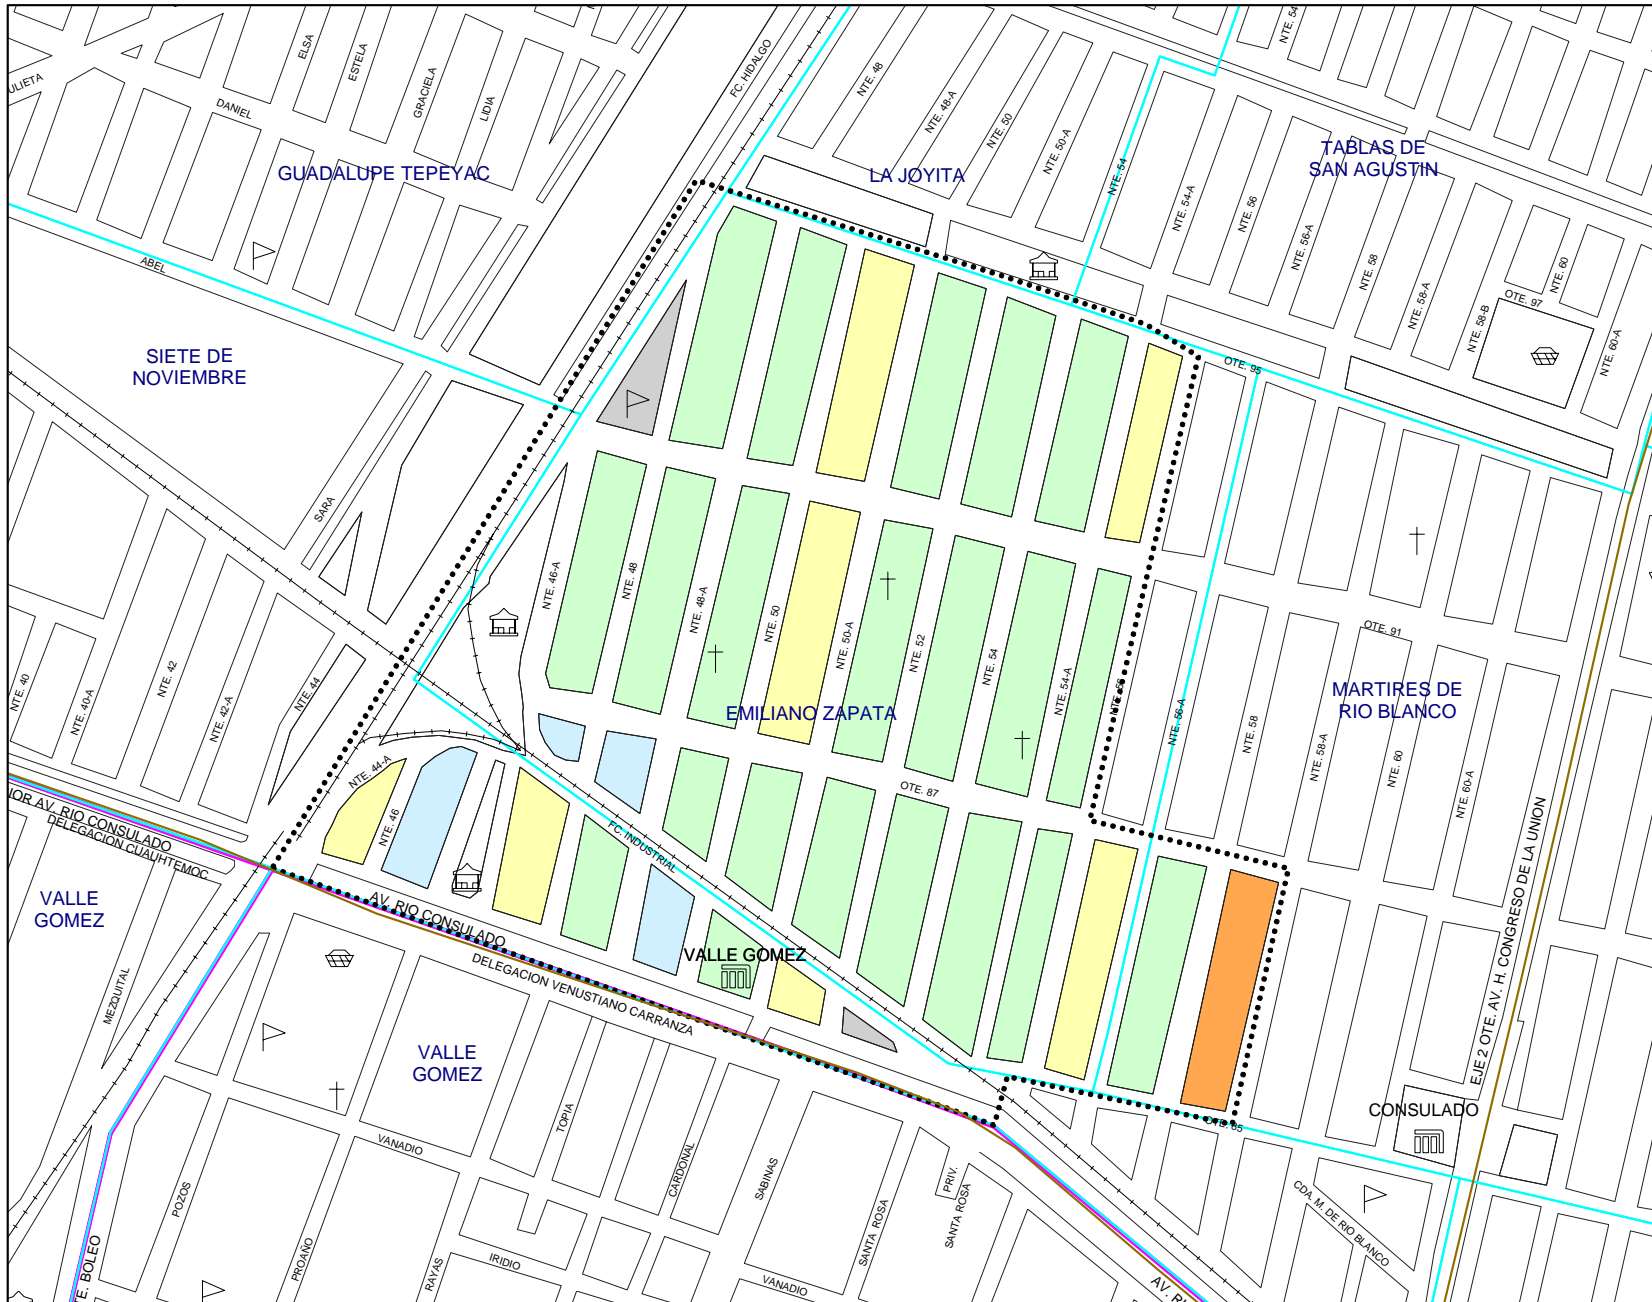 ELSA
ESTELA
GRACIELA
LIDIA
DANIEL
FC. HIDALGO
NTE. 48
NTE. 48-A
NTE. 50
NTE. 50-A
NTE. 54
NTE. 54
NTE. 54-A
NTE. 56
NTE. 56-A
NTE. 58
NTE. 58-A
NTE. 58-B
NTE. 60
NTE. 60-A
OTE. 97
GUADALUPE TEPEYAC
LA JOYITA
TABLAS DE
SAN AGUSTIN
ABEL
SIETE DE
NOVIEMBRE
SARA
OTE. 95
NTE. 46-A
NTE. 48
NTE. 48-A
NTE. 50
NTE. 50-A
NTE. 52
NTE. 54
NTE. 54-A
NTE. 56-A
NTE. 58
NTE. 58-A
NTE. 60
NTE. 60-A
OTE. 91
NTE. 40
NTE. 40-A
NTE. 42
NTE. 42-A
NTE. 44
EMILIANO ZAPATA
MARTIRES DE
RIO BLANCO
NTE. 44-A
NTE. 46
OTE. 87
FC. INDUSTRIAL
IOR AV. RIO CONSULADO
DELEGACION CUAUHTEMOC
VALLE
GOMEZ
AV. RIO CONSULADO
DELEGACION VENUSTIANO CARRANZA
VALLE GOMEZ
EJE 2 OTE. AV. H. CONGRESO DE LA UNION
MEZQUITAL
VALLE
GOMEZ
CONSULADO
VANADIO
TOPIA
CARDONAL
SABINAS
PRIV.
SANTA ROSA
SANTA ROSA
POZOS
PROAÑO
RAYAS
IRIDIO
VANADIO
CDA. M. DE RIO BLANCO
E. BOLEO